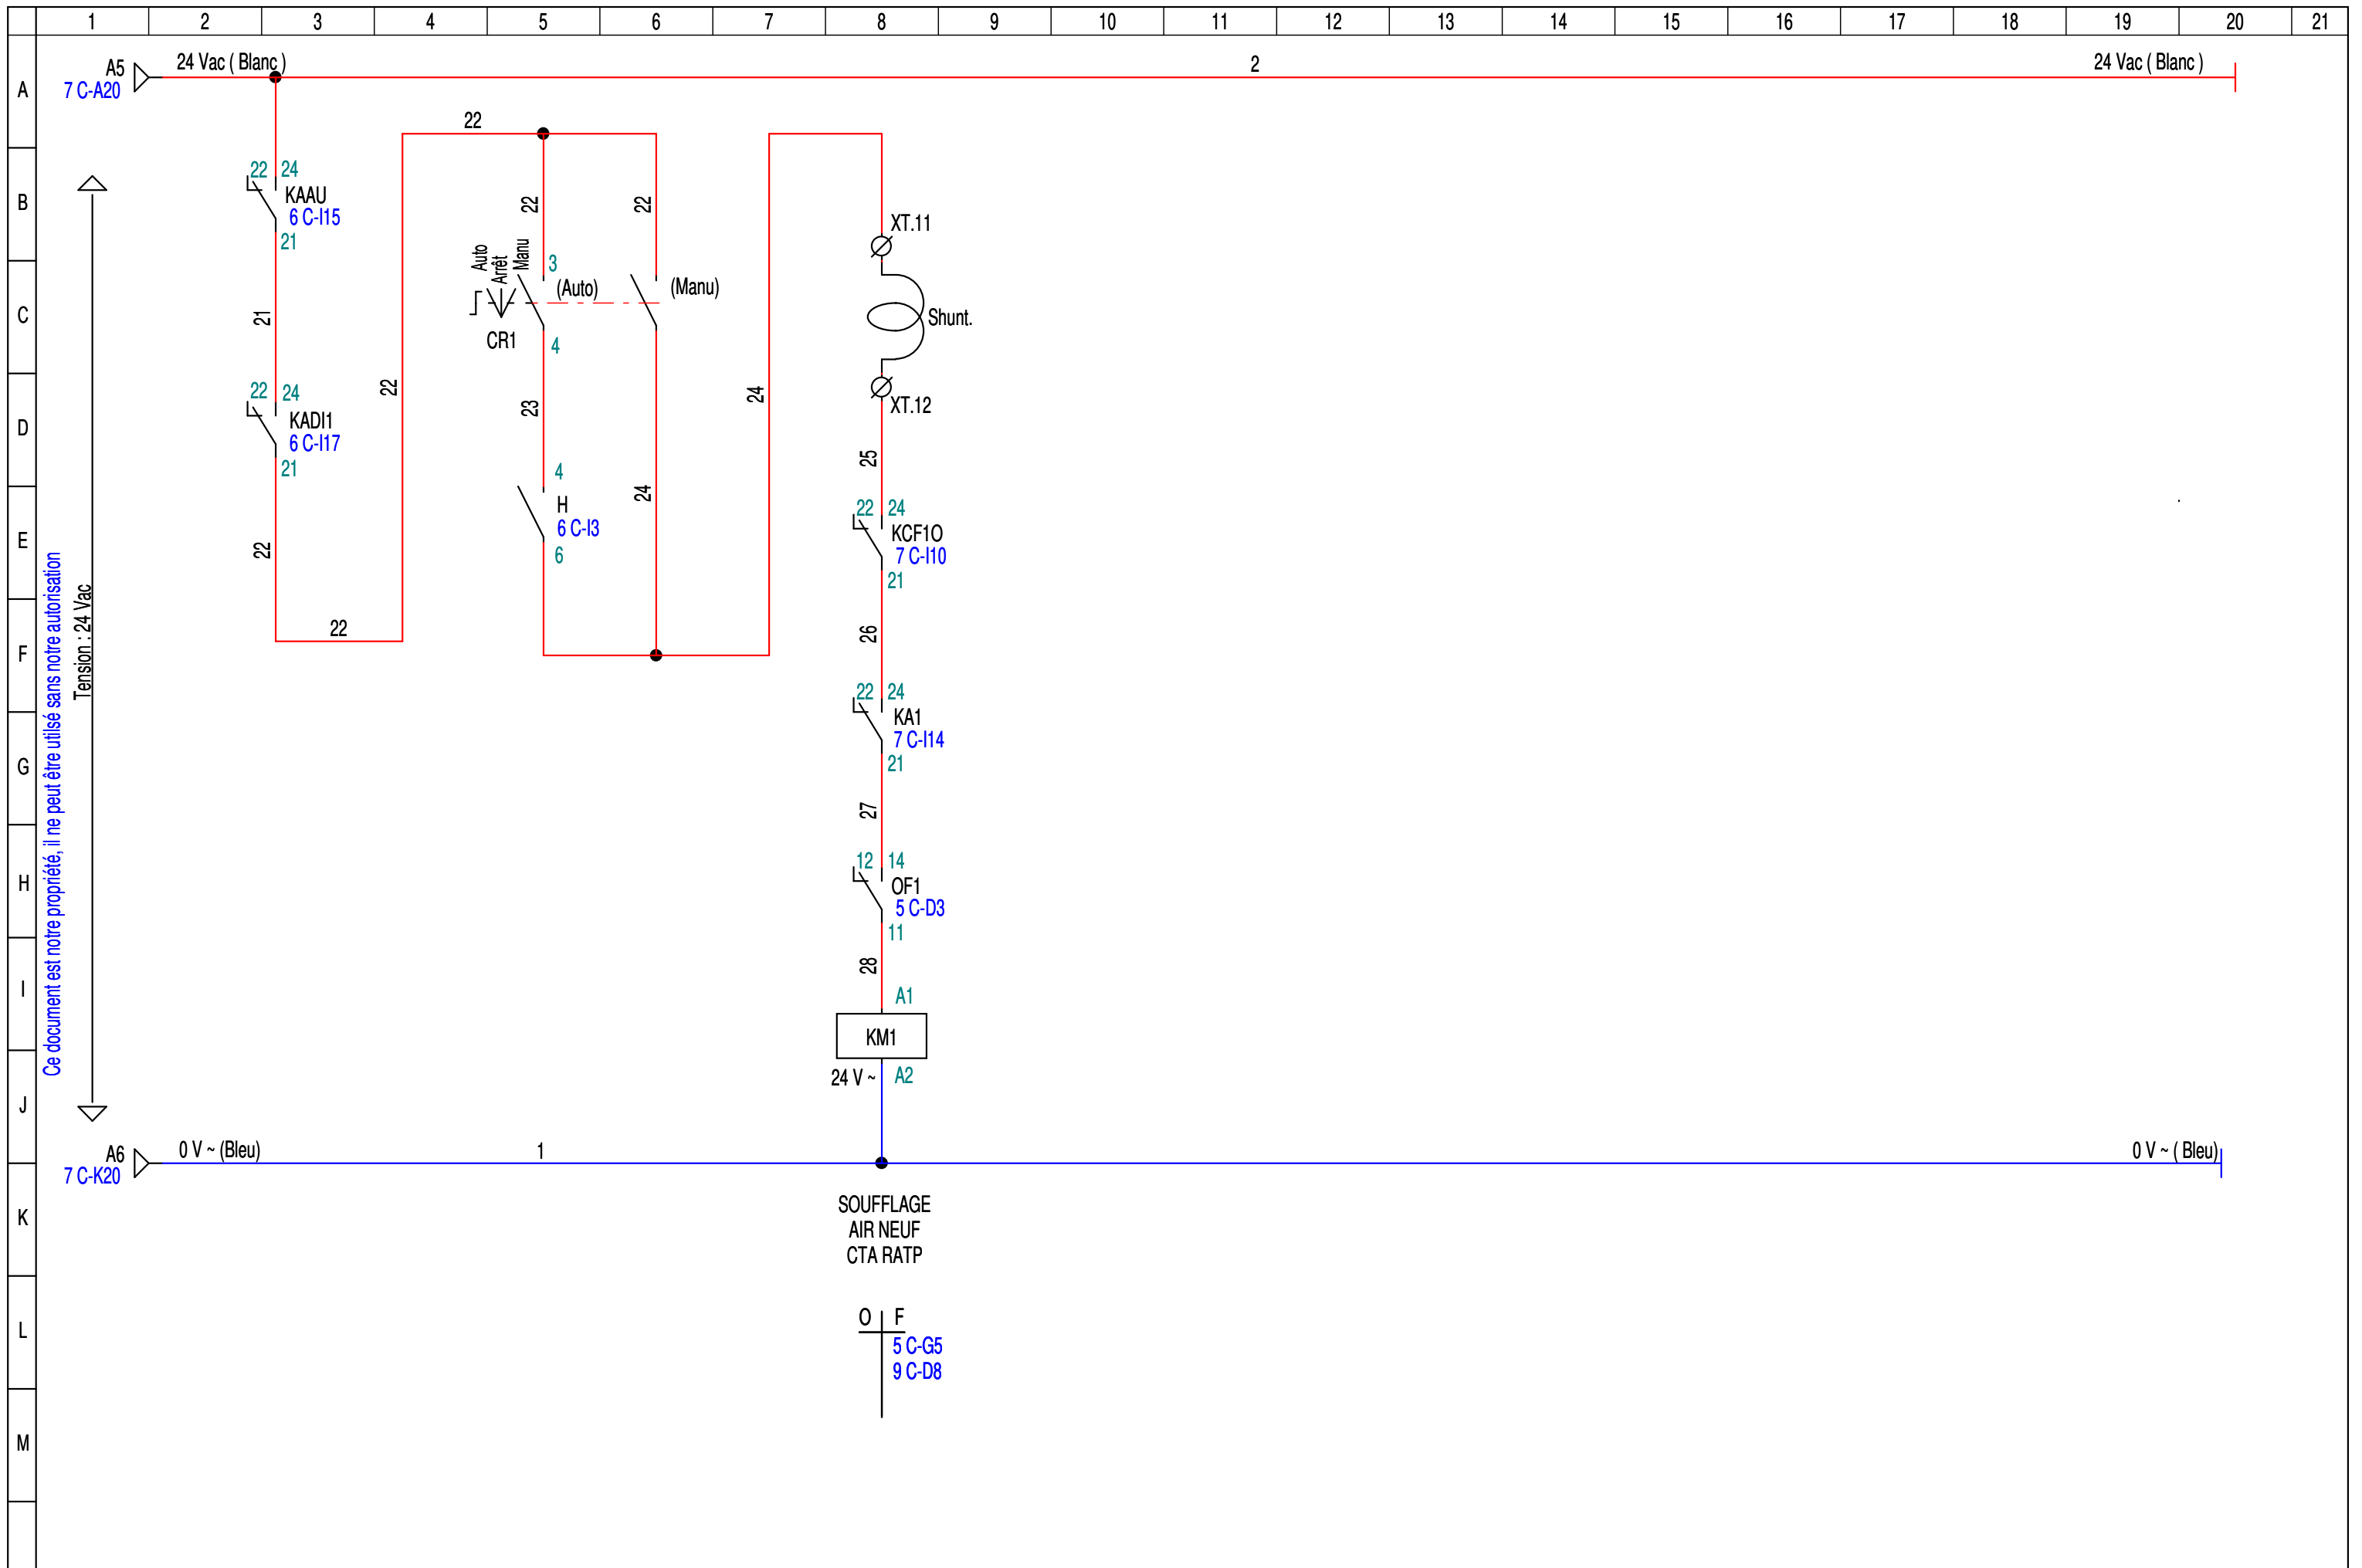 1 2 3 4 5 6 7 8 9 10 11 12 13 14 15 16 17 18 19 20 21
A
B
C
D
E
F
G
H
I
J
K
L
M
A5
7 C-A20
24 Vac ( Blanc )
2
24 Vac ( Blanc )
Tension : 24 Vac
Ce document est notre propriété, il ne peut être utilisé sans notre autorisation
22 24
KAAU
6 C-I15
21
21
22 24
KADI1
6 C-I17
21
22
22
22
22
22
22
Auto
Arrêt
Manu
3
(Auto)
(Manu)
CR1
4
23
4
H
6 C-I3
6
24
24
XT.11
Shunt.
XT.12
25
22 24
KCF1O
7 C-I10
21
26
22 24
KA1
7 C-I14
21
27
12 14
OF1
5 C-D3
11
28
A1
KM1
24 V ~
A2
A6
7 C-K20
0 V ~ (Bleu)
1
0 V ~ ( Bleu)
SOUFFLAGE
AIR NEUF
CTA RATP
O F
5 C-G5
9 C-D8